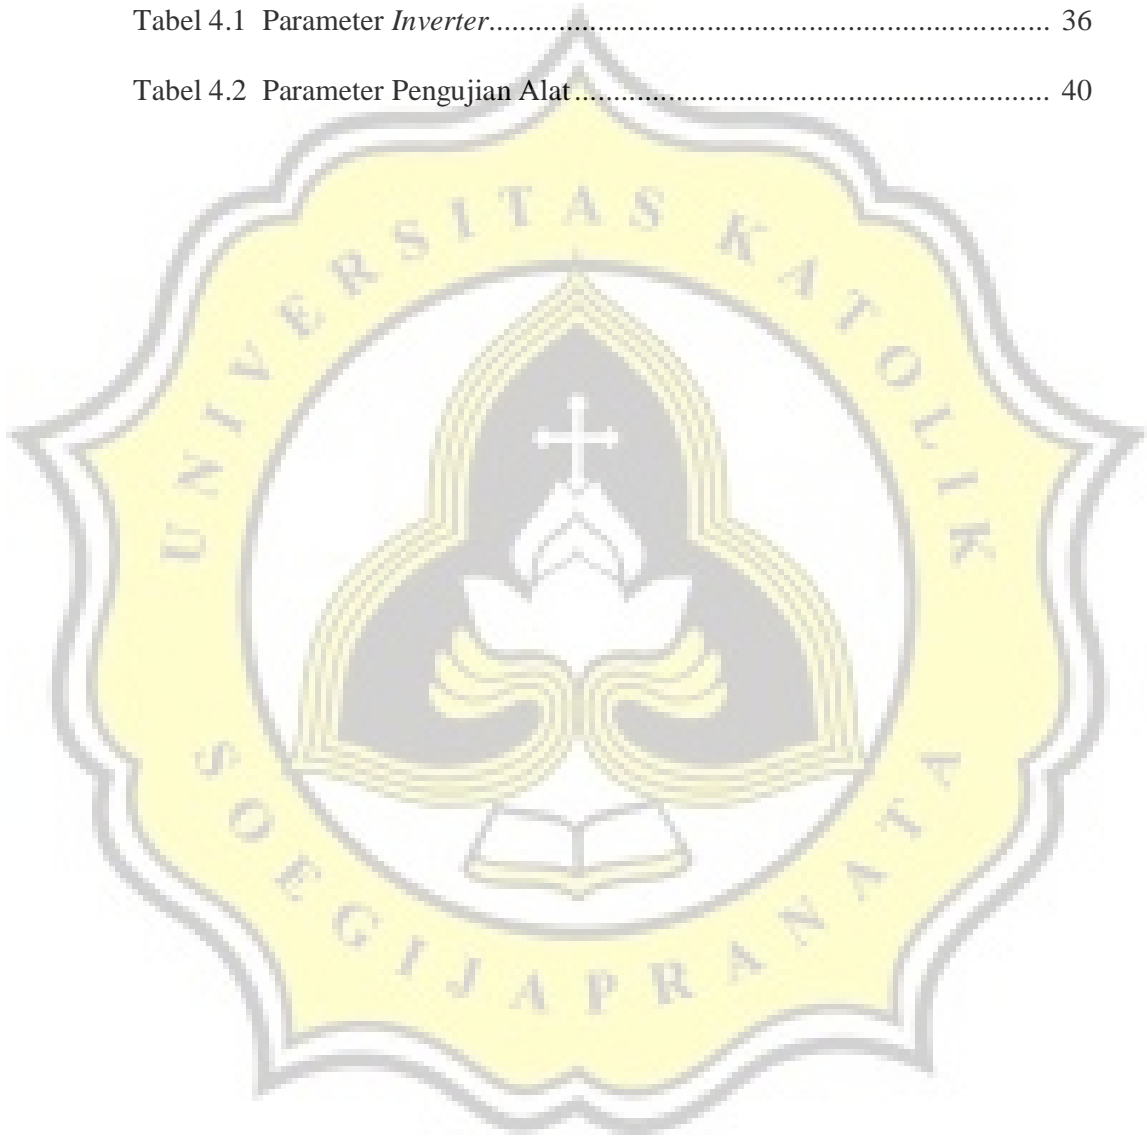 Tabel 4.1 Parameter Inverter.......................................................................... 36
Tabel 4.2 Parameter Pengujian Alat............................................................... 40
UNIVERSITAS KATOLIK
SOEGIJAPRANATA